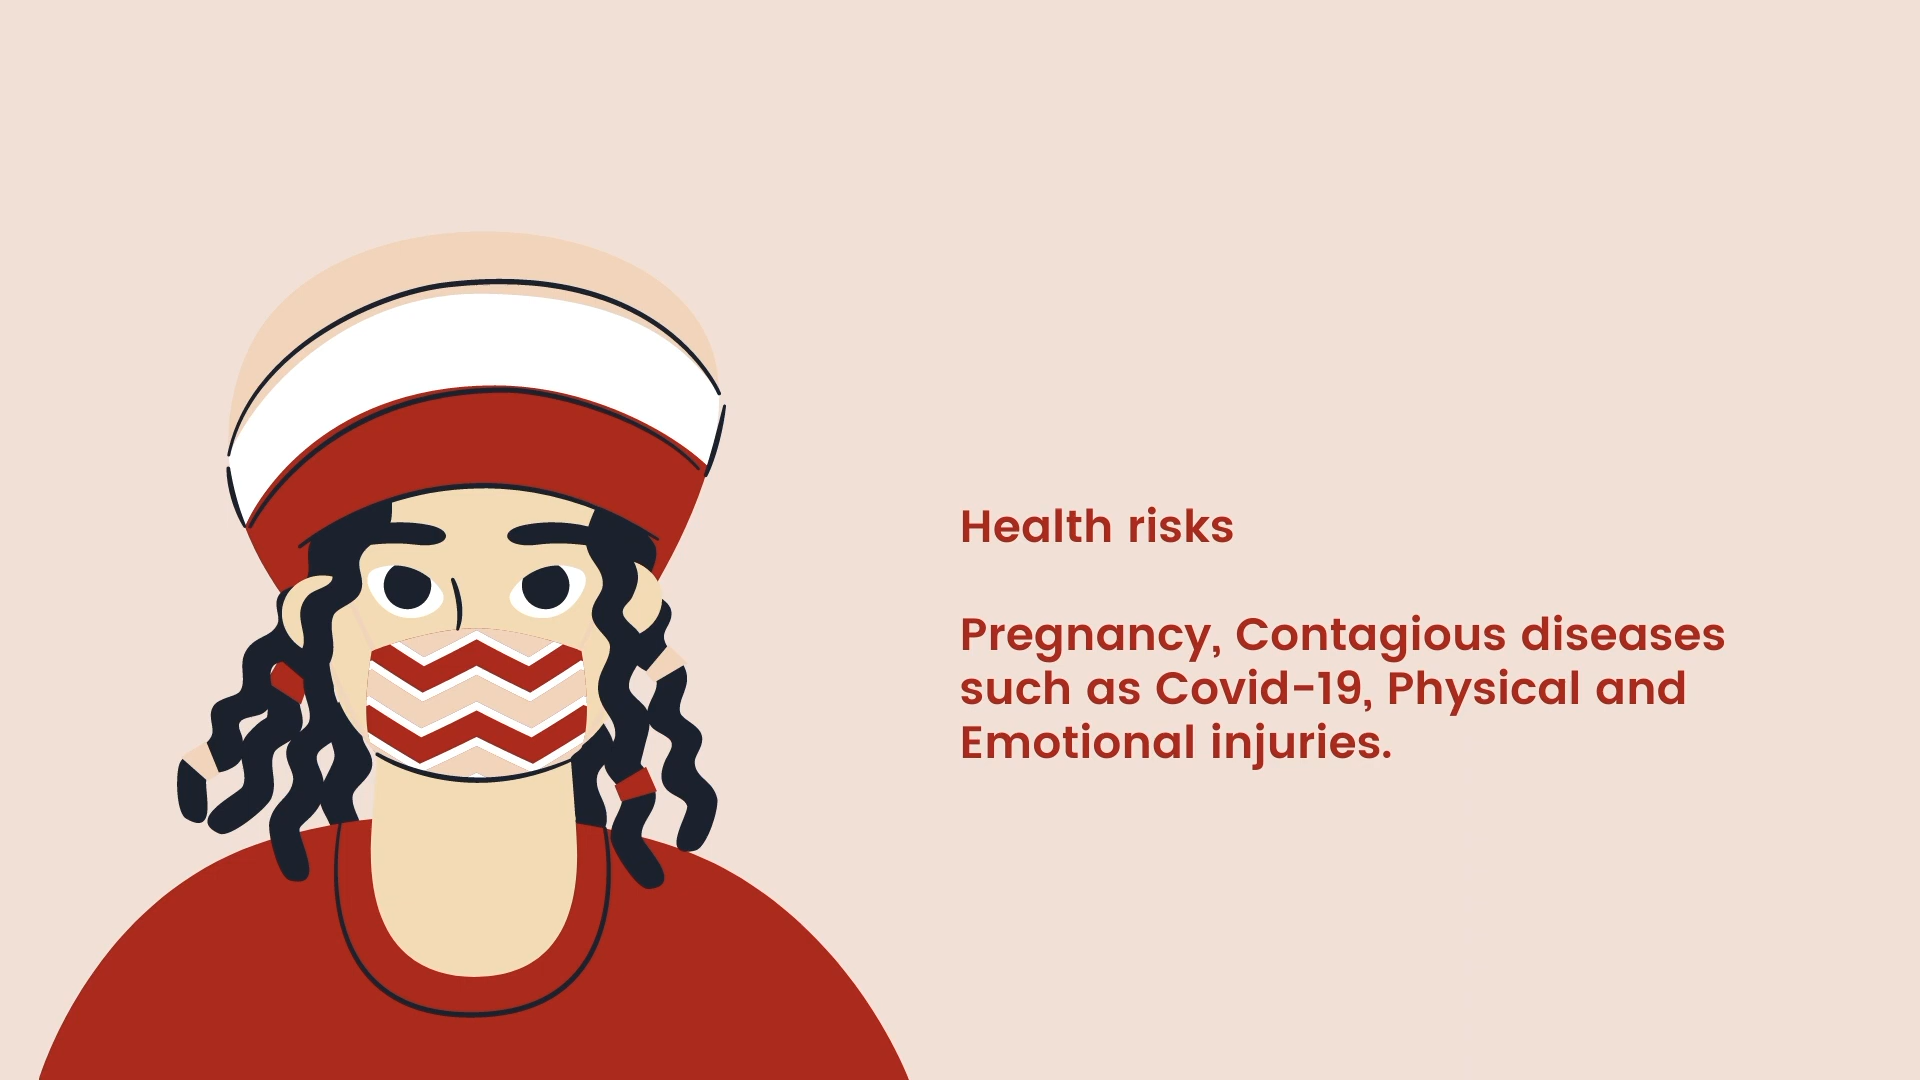 Health risks
Pregnancy, Contagious diseases
such as Covid-19, Physical and
Emotional injuries.